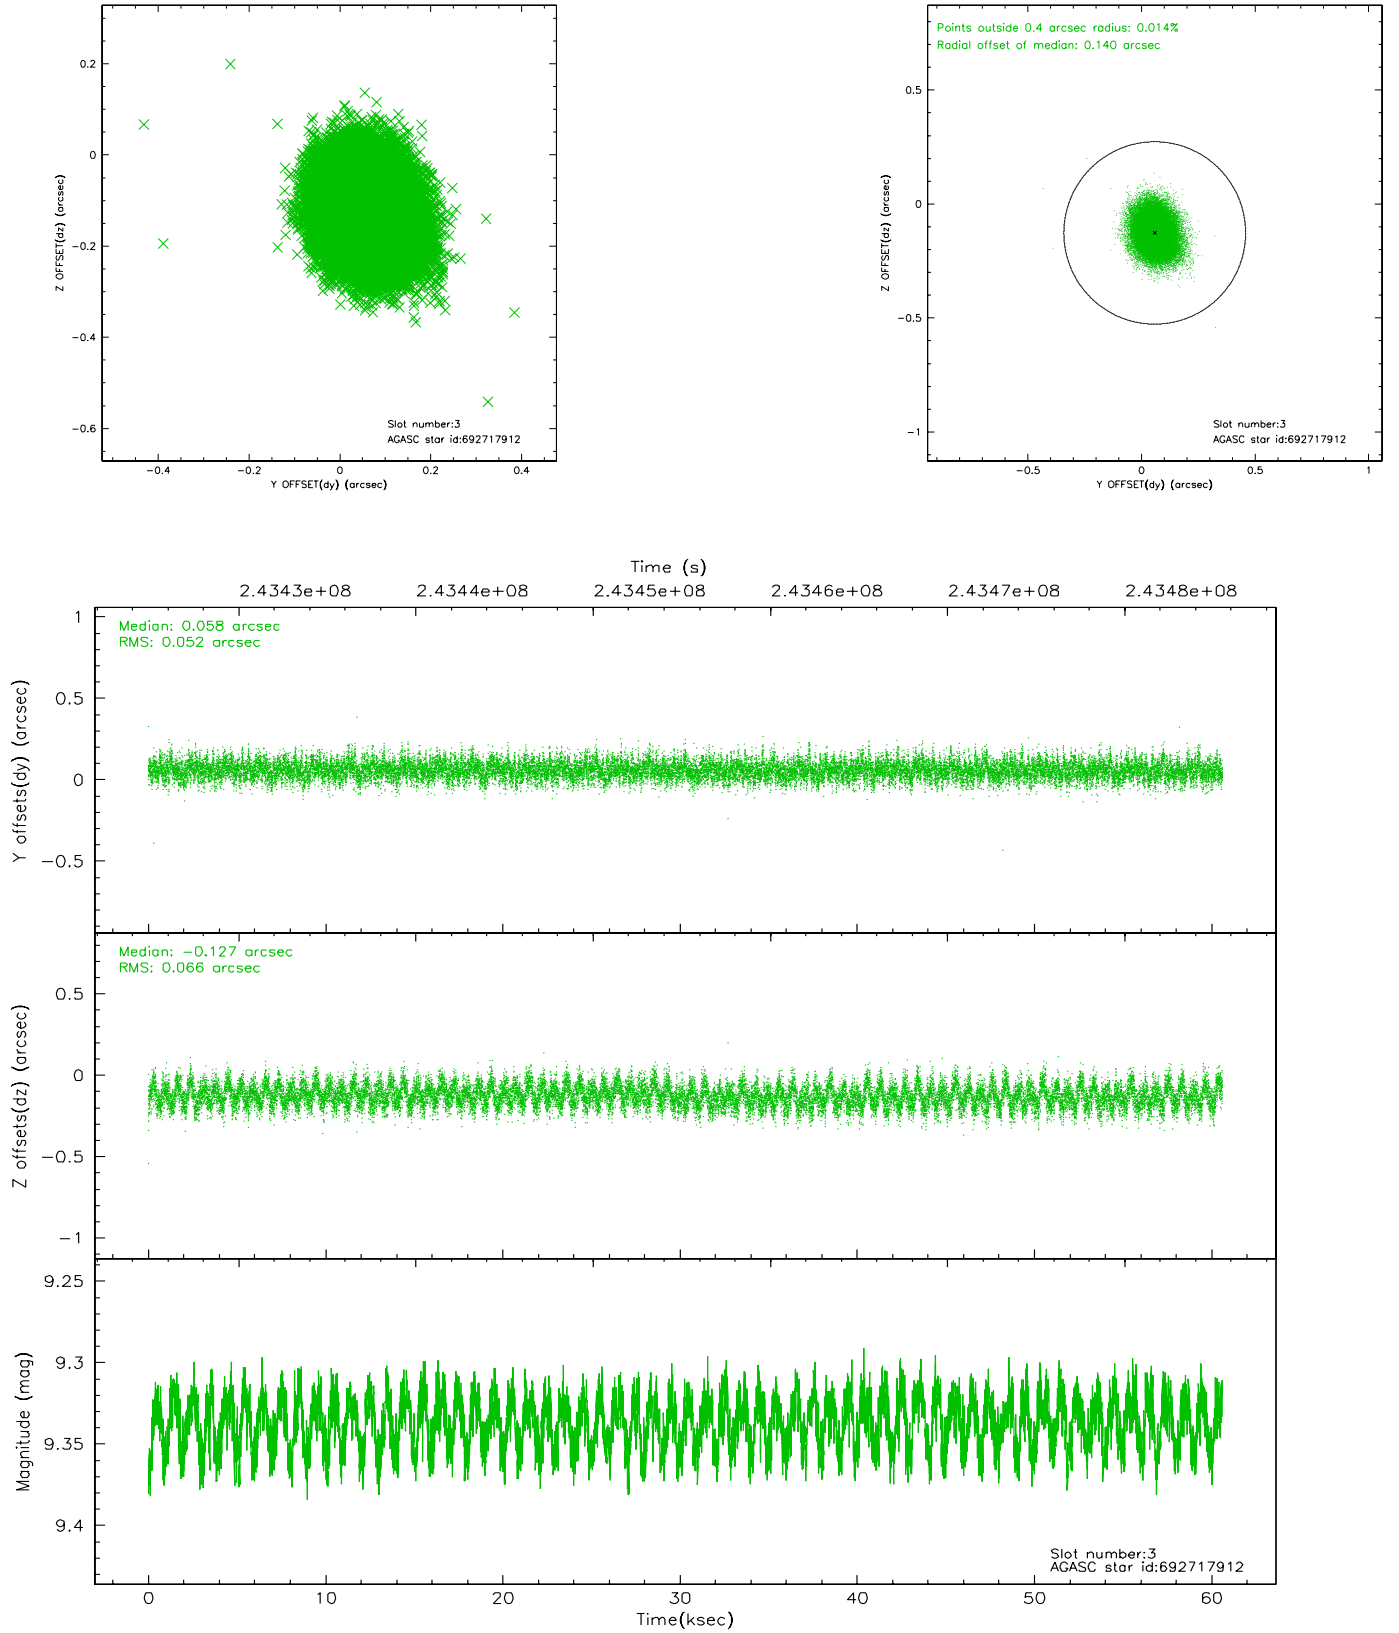 0.2
0
−0.2
−0.4
−0.6
Z OFFSET(dz) (arcsec)
Slot number:3
AGASC star id:692717912
−0.4 −0.2 0 0.2 0.4
Y OFFSET(dy) (arcsec)
Points outside 0.4 arcsec radius: 0.014%
Radial offset of median: 0.140 arcsec
0.5
0
−0.5
−1
Z OFFSET(dz) (arcsec)
Slot number:3
AGASC star id:692717912
−0.5 0 0.5 1
Y OFFSET(dy) (arcsec)
Time (s)
2.4343e+08 2.4344e+08 2.4345e+08 2.4346e+08 2.4347e+08 2.4348e+08
Median: 0.058 arcsec
RMS: 0.052 arcsec
1
0.5
0
−0.5
Y offsets(dy) (arcsec)
Median: −0.127 arcsec
RMS: 0.066 arcsec
0.5
0
−0.5
−1
Z offsets(dz) (arcsec)
9.25
9.3
9.35
9.4
Magnitude (mag)
Slot number:3
AGASC star id:692717912
0 10 20 30 40 50 60
Time(ksec)